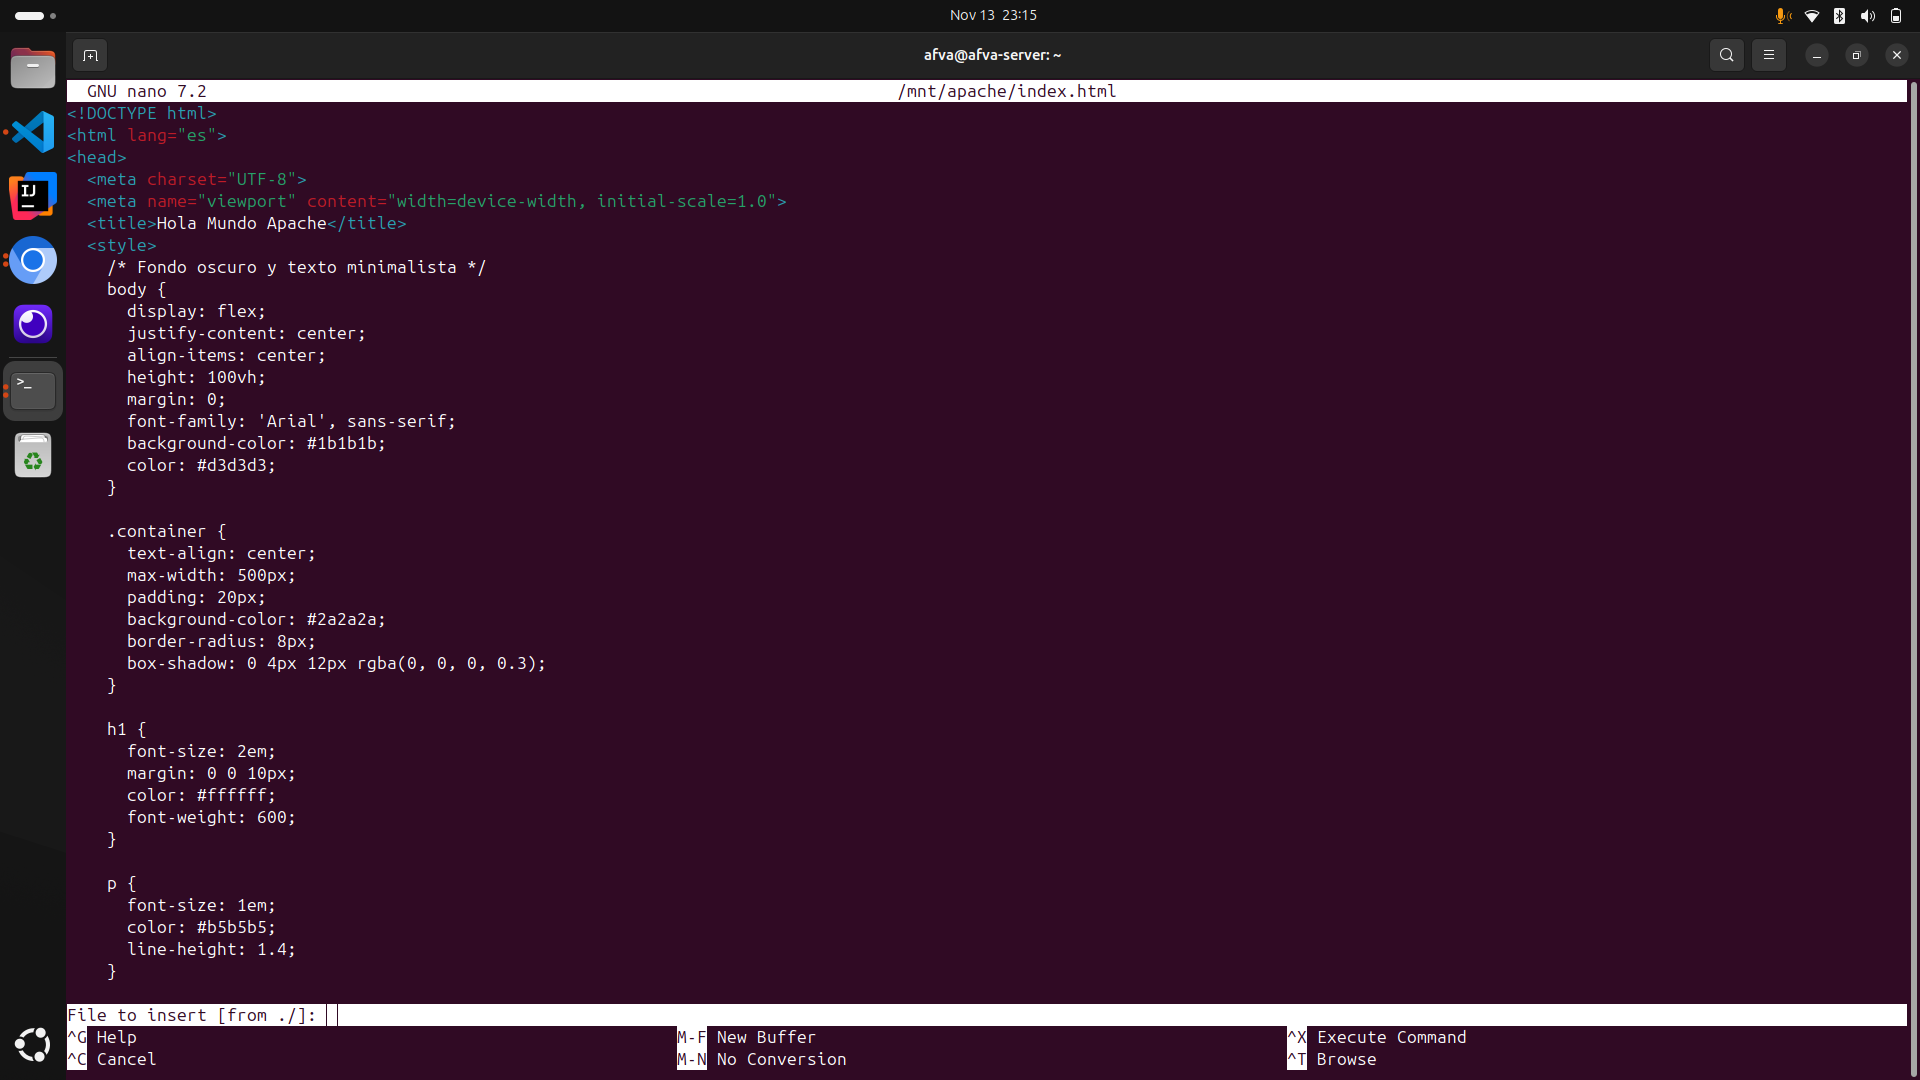 Nov 13 23:15
afva@afva-server: ~
GNU nano 7.2 /mnt/apache/index.html
<!DOCTYPE html>
<html lang="es">
<head>
  <meta charset="UTF-8">
  <meta name="viewport" content="width=device-width, initial-scale=1.0">
  <title>Hola Mundo Apache</title>
  <style>
    /* Fondo oscuro y texto minimalista */
    body {
      display: flex;
      justify-content: center;
      align-items: center;
      height: 100vh;
      margin: 0;
      font-family: 'Arial', sans-serif;
      background-color: #1b1b1b;
      color: #d3d3d3;
    }

    .container {
      text-align: center;
      max-width: 500px;
      padding: 20px;
      background-color: #2a2a2a;
      border-radius: 8px;
      box-shadow: 0 4px 12px rgba(0, 0, 0, 0.3);
    }

    h1 {
      font-size: 2em;
      margin: 0 0 10px;
      color: #ffffff;
      font-weight: 600;
    }

    p {
      font-size: 1em;
      color: #b5b5b5;
      line-height: 1.4;
    }

IJ
>_
File to insert [from ./]:
^G Help M-F New Buffer ^X Execute Command
^C Cancel M-N No Conversion ^T Browse